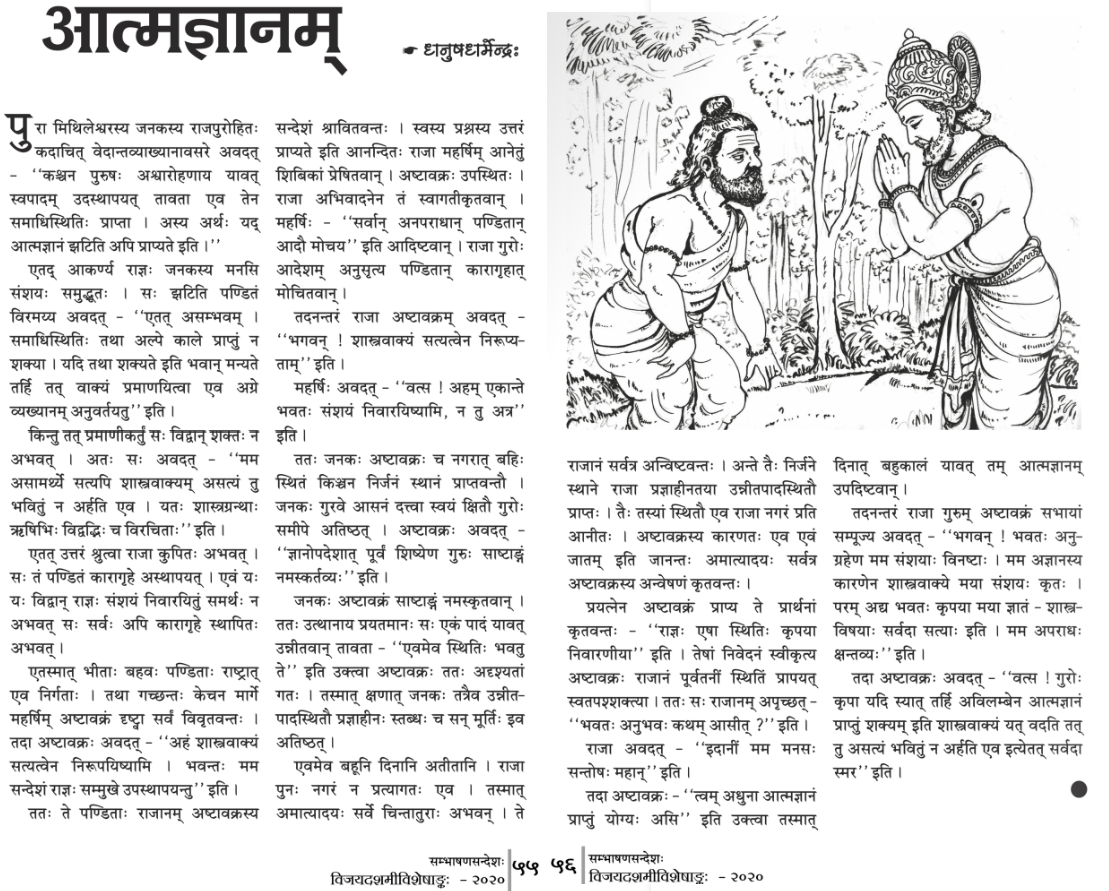 आत्मज्ञानम्
☛ धनुषधार्मेन्द्रः
पुरा मिथिलेश्वरस्य जनकस्य राजपुरोहितः
कदाचित् वेदान्तव्याख्यानावसरे अवदत्
- ‘‘कश्चन पुरुषः अश्वारोहणाय यावत्
स्वपादम् उदस्थापयत् तावता एव तेन
समाधिस्थितिः प्राप्ता । अस्य अर्थः यद्
आत्मज्ञानं झटिति अपि प्राप्यते इति ।’’
एतद् आकर्ण्य राज्ञः जनकस्य मनसि
संशयः समुद्भूतः । सः झटिति पण्डितं
विरमय्य अवदत् - ‘‘एतत् असम्भवम् ।
समाधिस्थितिः तथा अल्पे काले प्राप्तुं न
शक्या । यदि तथा शक्यते इति भवान् मन्यते
तर्हि तत् वाक्यं प्रमाणयित्वा एव अग्रे
व्यख्यानम् अनुवर्तयतु’’ इति ।
किन्तु तत् प्रमाणीकर्तुं सः विद्वान् शक्तः न
अभवत् । अतः सः अवदत् - ‘‘मम
असामर्थ्ये सत्यपि शास्त्रवाक्यम् असत्यं तु
भवितुं न अर्हति एव । यतः शास्त्रग्रन्थाः
ऋषिभिः विद्वद्भिः च विरचिताः’’ इति ।
एतत् उत्तरं श्रुत्वा राजा कुपितः अभवत् ।
सः तं पण्डितं कारागृहे अस्थापयत् । एवं यः
यः विद्वान् राज्ञः संशयं निवारयितुं समर्थः न
अभवत् सः सर्वः अपि कारागृहे स्थापितः
अभवत् ।
एतस्मात् भीताः बहवः पण्डिताः राष्ट्रात्
एव निर्गताः । तथा गच्छन्तः केचन मार्गे
महर्षिम् अष्टावक्रं दृष्ट्वा सर्वं विवृतवन्तः ।
तदा अष्टावक्रः अवदत् - ‘‘अहं शास्त्रवाक्यं
सत्यत्वेन निरूपयिष्यामि । भवन्तः मम
सन्देशं राज्ञः सम्मुखे उपस्थापयन्तु’’ इति ।
ततः ते पण्डिताः राजानम् अष्टावक्रस्य
सन्देशं श्रावितवन्तः । स्वस्य प्रश्नस्य उत्तरं
प्राप्यते इति आनन्दितः राजा महर्षिम् आनेतुं
शिबिकां प्रेषितवान् । अष्टावक्रः उपस्थितः ।
राजा अभिवादनेन तं स्वागतीकृतवान् ।
महर्षिः - ‘‘सर्वान् अनपराधान् पण्डितान्
आदौ मोचय’’ इति आदिष्टवान् । राजा गुरोः
आदेशम् अनुसृत्य पण्डितान् कारागृहात्
मोचितवान् ।
तदनन्तरं राजा अष्टावक्रम् अवदत् -
‘‘भगवन् ! शास्त्रवाक्यं सत्यत्वेन निरूप्य-
ताम्’’ इति ।
महर्षिः अवदत् - ‘‘वत्स ! अहम् एकान्ते
भवतः संशयं निवारयिष्यामि, न तु अत्र’’
इति ।
ततः जनकः अष्टावक्रः च नगरात् बहिः
स्थितं किञ्चन निर्जनं स्थानं प्राप्तवन्तौ ।
जनकः गुरवे आसनं दत्त्वा स्वयं क्षितौ गुरोः
समीपे अतिष्ठत् । अष्टावक्रः अवदत् -
‘‘ज्ञानोपदेशात् पूर्वं शिष्येण गुरुः साष्टाङ्गं
नमस्कर्तव्यः’’ इति ।
जनकः अष्टावक्रं साष्टाङ्गं नमस्कृतवान् ।
ततः उत्थानाय प्रयतमानः सः एकं पादं यावत्
उन्नीतवान् तावता - ‘‘एवमेव स्थितिः भवतु
ते’’ इति उक्त्वा अष्टावक्रः ततः अदृश्यतां
गतः । तस्मात् क्षणात् जनकः तत्रैव उन्नीत-
पादस्थितौ प्रज्ञाहीनः स्तब्धः च सन् मूर्तिः इव
अतिष्ठत् ।
एवमेव बहूनि दिनानि अतीतानि । राजा
पुनः नगरं न प्रत्यागतः एव । तस्मात्
अमात्यादयः सर्वे चिन्तातुराः अभवन् । ते
राजानं सर्वत्र अन्विष्टवन्तः । अन्ते तैः निर्जने
स्थाने राजा प्रज्ञाहीनतया उन्नीतपादस्थितौ
प्राप्तः । तैः तस्यां स्थितौ एव राजा नगरं प्रति
आनीतः । अष्टावक्रस्य कारणतः एव एवं
जातम् इति जानन्तः अमात्यादयः सर्वत्र
अष्टावक्रस्य अन्वेषणं कृतवन्तः ।
प्रयत्नेन अष्टावक्रं प्राप्य ते प्रार्थनां
कृतवन्तः - ‘‘राज्ञः एषा स्थितिः कृपया
निवारणीया’’ इति । तेषां निवेदनं स्वीकृत्य
अष्टावक्रः राजानं पूर्वतनीं स्थितिं प्रापयत्
स्वतपश्शक्त्या । ततः सः राजानम् अपृच्छत् -
‘‘भवतः अनुभवः कथम् आसीत् ?’’ इति ।
राजा अवदत् - ‘‘इदानीं मम मनसः
सन्तोषः महान्’’ इति ।
तदा अष्टावक्रः - ‘‘त्वम् अधुना आत्मज्ञानं
प्राप्तुं योग्यः असि’’ इति उक्त्वा तस्मात्
दिनात् बहुकालं यावत् तम् आत्मज्ञानम्
उपदिष्टवान् ।
तदनन्तरं राजा गुरुम् अष्टावक्रं सभायां
सम्पूज्य अवदत् - ‘‘भगवन् ! भवतः अनु-
ग्रहेण मम संशयाः विनष्टाः । मम अज्ञानस्य
कारणेन शास्त्रवाक्ये मया संशयः कृतः ।
परम् अद्य भवतः कृपया मया ज्ञातं - शास्त्र-
विषयाः सर्वदा सत्याः इति । मम अपराधः
क्षन्तव्यः’’ इति ।
तदा अष्टावक्रः अवदत् - ‘‘वत्स ! गुरोः
कृपा यदि स्यात् तर्हि अविलम्बेन आत्मज्ञानं
प्राप्तुं शक्यम् इति शास्त्रवाक्यं यत् वदति तत्
तु असत्यं भवितुं न अर्हति एव इत्येतत् सर्वदा
स्मर’’ इति ।
सम्भाषणसन्देशः
विजयदशमीविशेषाङ्कः - २०२०
५५
५६
सम्भाषणसन्देशः
विजयदशमीविशेषाङ्कः - २०२०